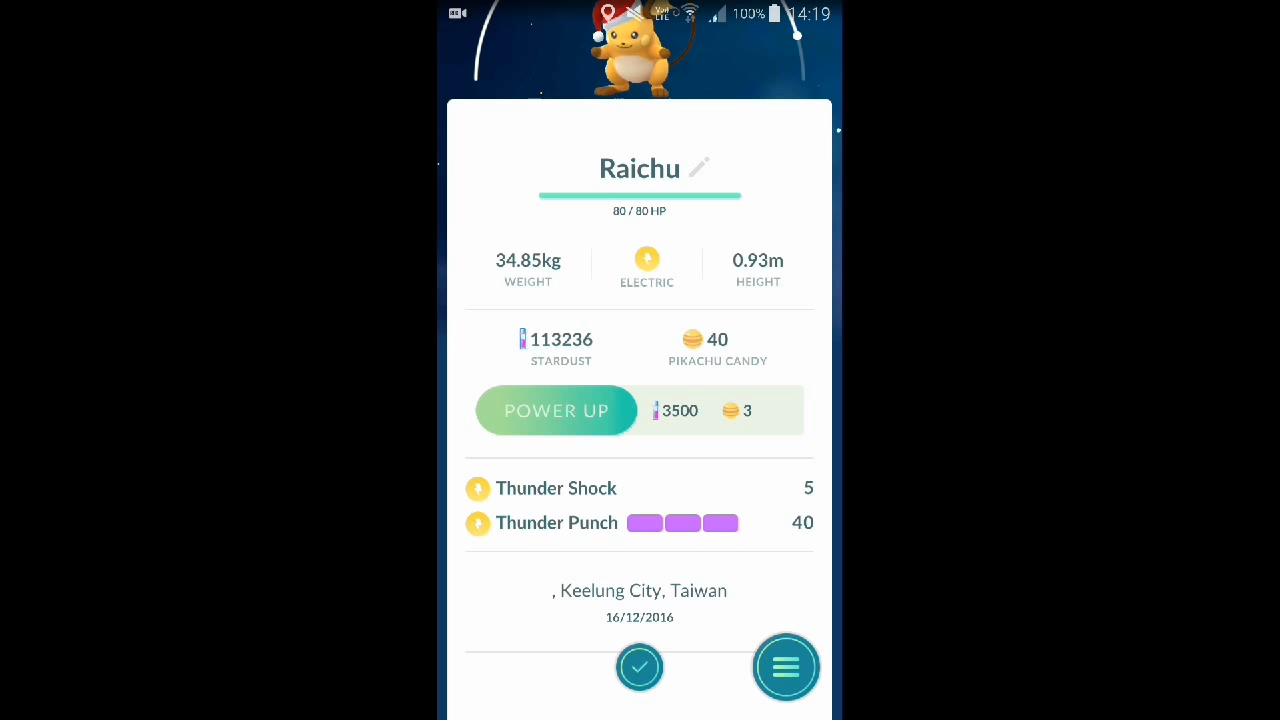 100% 14:19
Raichu
80 / 80 HP
34.85kg
WEIGHT
ELECTRIC
0.93m
HEIGHT
113236
STARDUST
40
PIKACHU CANDY
POWER UP 3500 3
Thunder Shock 5
Thunder Punch 40
, Keelung City, Taiwan
16/12/2016